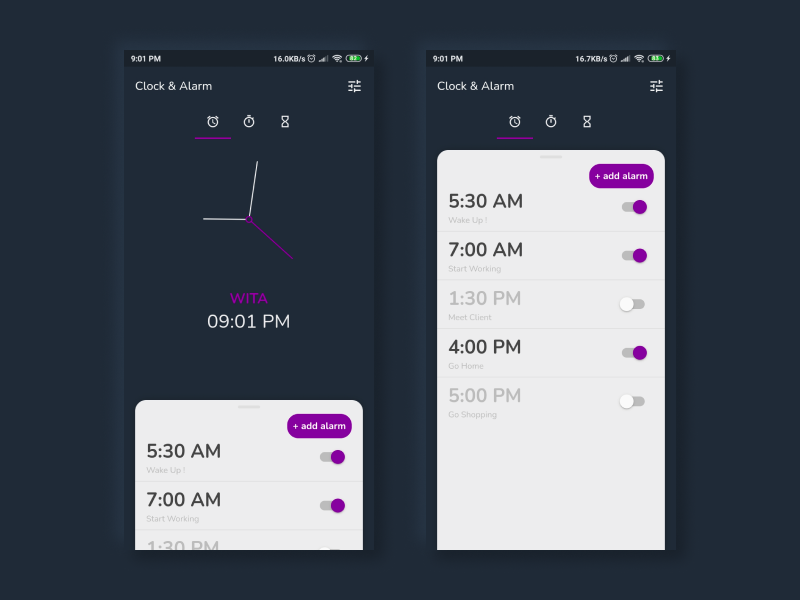 9:01 PM 16.0KB/s 83
Clock & Alarm
WITA
09:01 PM
+ add alarm
5:30 AM
Wake Up !
7:00 AM
Start Working
1:30 PM
9:01 PM 16.7KB/s 83
Clock & Alarm
+ add alarm
5:30 AM
Wake Up !
7:00 AM
Start Working
1:30 PM
Meet Client
4:00 PM
Go Home
5:00 PM
Go Shopping